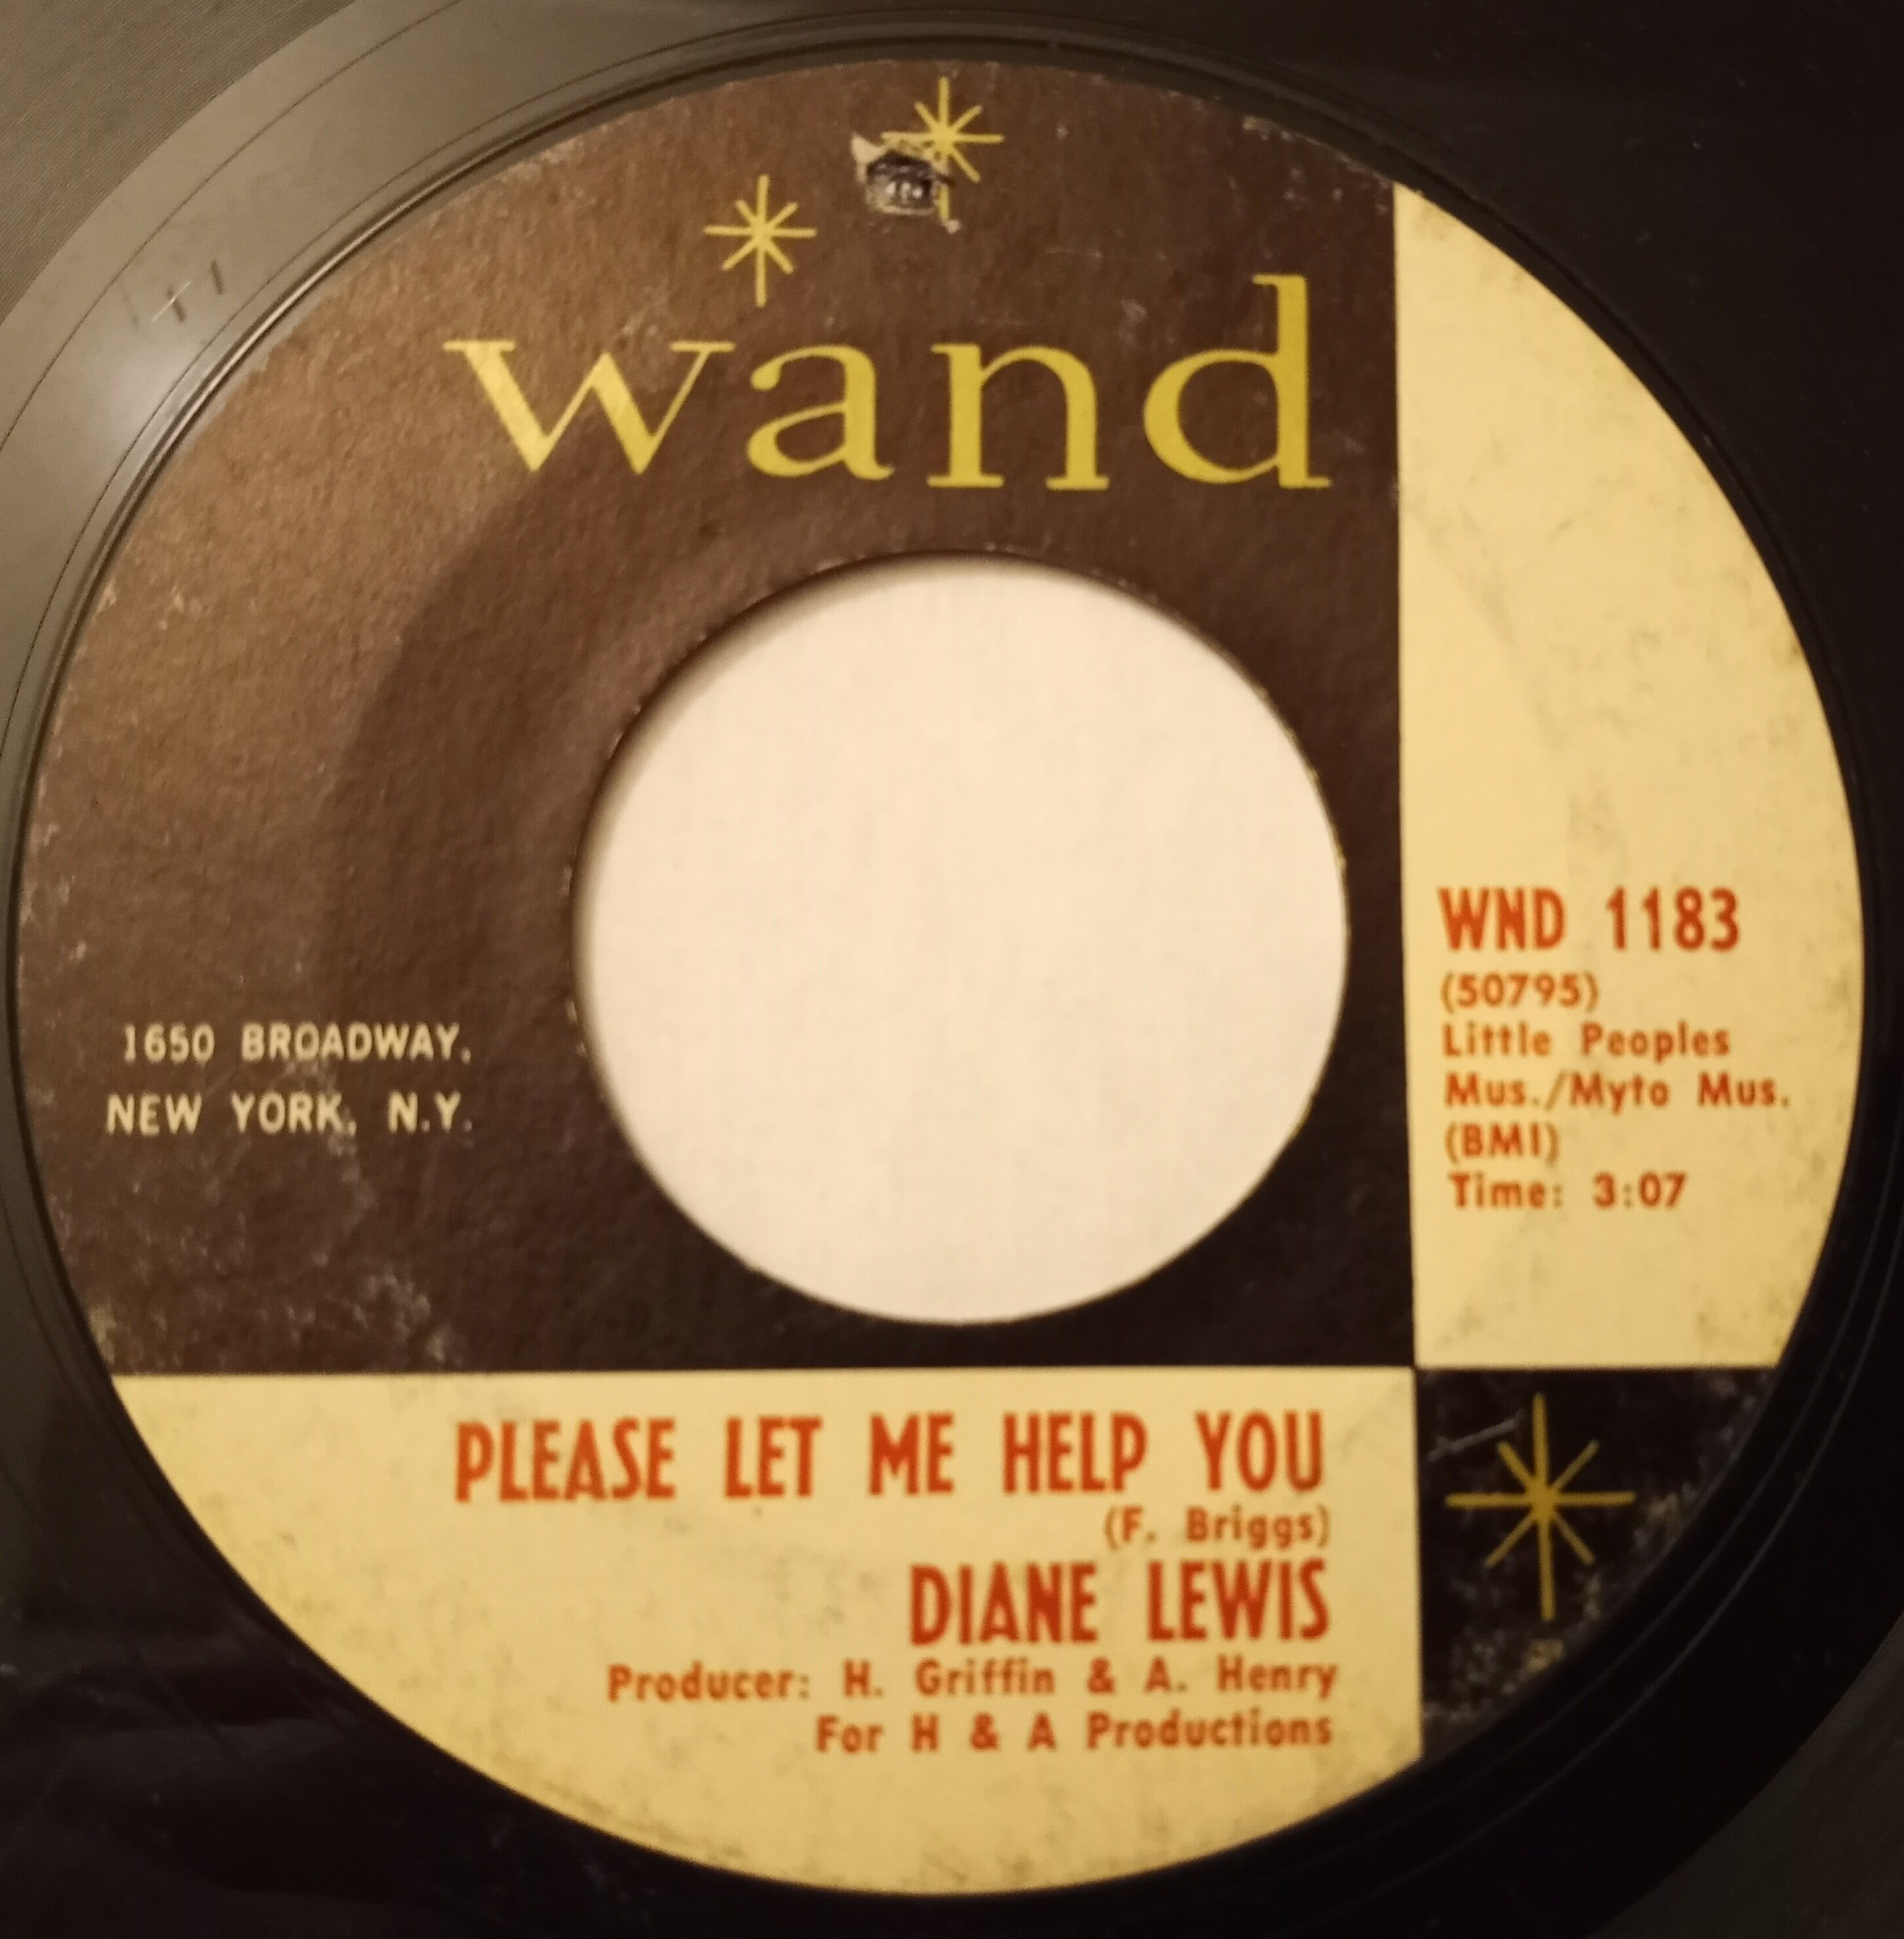 wand
1650 BROADWAY,
NEW YORK, N.Y.
WND 1183
(50795)
Little Peoples
Mus./Myto Mus.
(BMI)
Time: 3:07
PLEASE LET ME HELP YOU
(F. Briggs)
DIANE LEWIS
Producer: H. Griffin & A. Henry
For H & A Productions